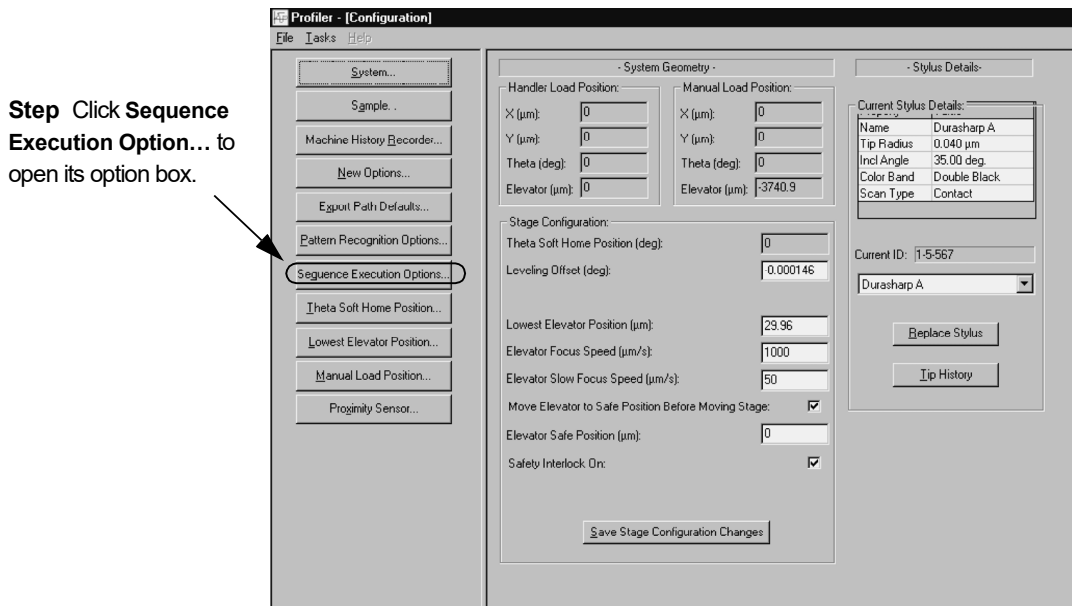 Profiler - [Configuration]
File Tasks Help
Step Click Sequence
Execution Option... to
open its option box.
System...
Sample. .
Machine History Recorder...
New Options...
Export Path Defaults...
Pattern Recognition Options...
Sequence Execution Options...
Theta Soft Home Position...
Lowest Elevator Position...
Manual Load Position...
Proximity Sensor...
- System Geometry -
Handler Load Position:
X (µm): 0
Y (µm): 0
Theta (deg): 0
Elevator (µm): 0
Manual Load Position:
X (µm): 0
Y (µm): 0
Theta (deg): 0
Elevator (µm): -3740.9
Stage Configuration:
Theta Soft Home Position (deg): 0
Leveling Offset (deg): -0.000146
Lowest Elevator Position (µm): 29.96
Elevator Focus Speed (µm/s): 1000
Elevator Slow Focus Speed (µm/s): 50
Move Elevator to Safe Position Before Moving Stage:
Elevator Safe Position (µm): 0
Safety Interlock On:
Save Stage Configuration Changes
- Stylus Details-
Current Stylus Details:
Name Durasharp A
Tip Radius 0.040 µm
Incl Angle 35.00 deg.
Color Band Double Black
Scan Type Contact
Current ID: 1-5-567
Durasharp A
Replace Stylus
Tip History